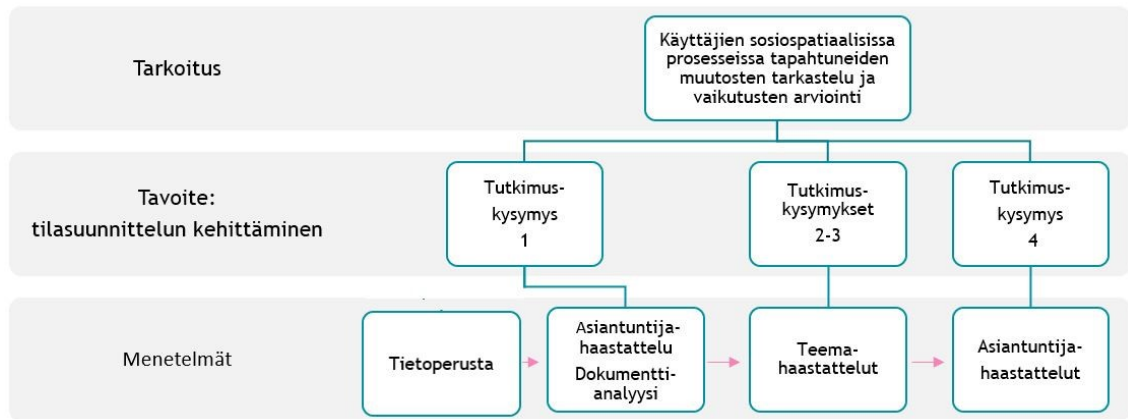 Tarkoitus
Käyttäjien sosiospatiaalisissa
prosesseissa tapahtuneiden
muutosten tarkastelu ja
vaikutusten arviointi
Tavoite:
tilasuunnittelun kehittäminen
Tutkimus-
kysymys
1
Tutkimus-
kysymykset
2-3
Tutkimus-
kysymys
4
Menetelmät
Tietoperusta
Asiantuntija-
haastattelu
Dokumentti-
analyysi
Teema-
haastattelut
Asiantuntija-
haastattelut